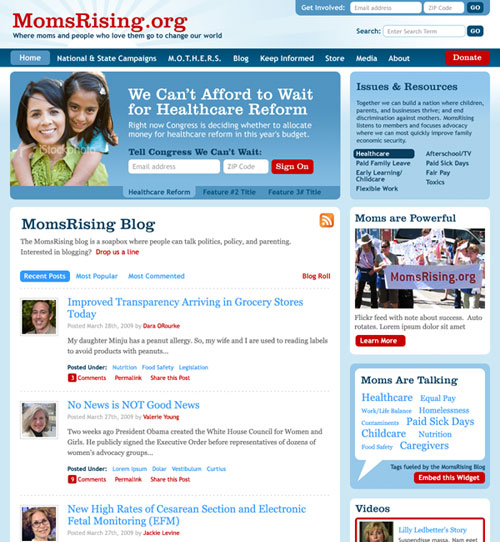 Get Involved: Email address ZIP Code GO
MomsRising.org
Where moms and people who love them go to change our world
Search: Enter Search Term GO
Home National & State Campaigns M.O.T.H.E.R.S. Blog Keep Informed Store Media About Donate
We Can't Afford to Wait
for Healthcare Reform
Right now Congress is deciding whether to allocate
money for healthcare reform in this year's budget.
Tell Congress We Can't Wait:
Email address ZIP Code Sign On
Healthcare Reform Feature #2 Title Feature 3# Title
iStockphoto
Issues & Resources
Together we can build a nation where children,
parents, and businesses thrive; and end
discrimination against mothers. MomsRising
listens to members and focuses advocacy
where we can most quickly improve family
economic security.
Healthcare
Paid Family Leave
Early Learning/
Childcare
Flexible Work
Afterschool/TV
Paid Sick Days
Fair Pay
Toxics
MomsRising Blog
The MomsRising blog is a soapbox where people can talk politics, policy, and parenting.
Interested in blogging? Drop us a line
Recent Posts Most Popular Most Commented Blog Roll
Improved Transparency Arriving in Grocery Stores
Today
Posted March 28th, 2009 by Dara ORourke
My daughter Minju has a peanut allergy. So, my wife and I are used to reading labels
to avoid products with peanuts...
Posted Under: Nutrition Food Safety Legislation
3 Comments Permalink Share this Post
No News is NOT Good News
Posted March 27th, 2009 by Valerie Young
Two weeks ago President Obama created the White House Council for Women and
Girls. He publicly signed the Executive Order before representatives of dozens of
women's advocacy groups...
Posted Under: Lorem ipsum Dolar Vestibulum Curtius
9 Comments Permalink Share this Post
New High Rates of Cesarean Section and Electronic
Fetal Monitoring (EFM)
Posted March 27th, 2009 by Jackie Levine
Moms are Powerful
MomsRising.org
Flickr feed with note about success. Auto
rotates. Lorem ipsum dolor si amet
Learn More
Moms Are Talking
Healthcare Equal Pay
Work/Life Balance Homelessness
Contaminents Paid Sick Days
Childcare Nutrition
Food Safety Caregivers
Tags fueled by the MomsRising Blog
Embed this Widget
Videos
Lilly Ledbetter's Story
Suspendisse massa. Nam eget